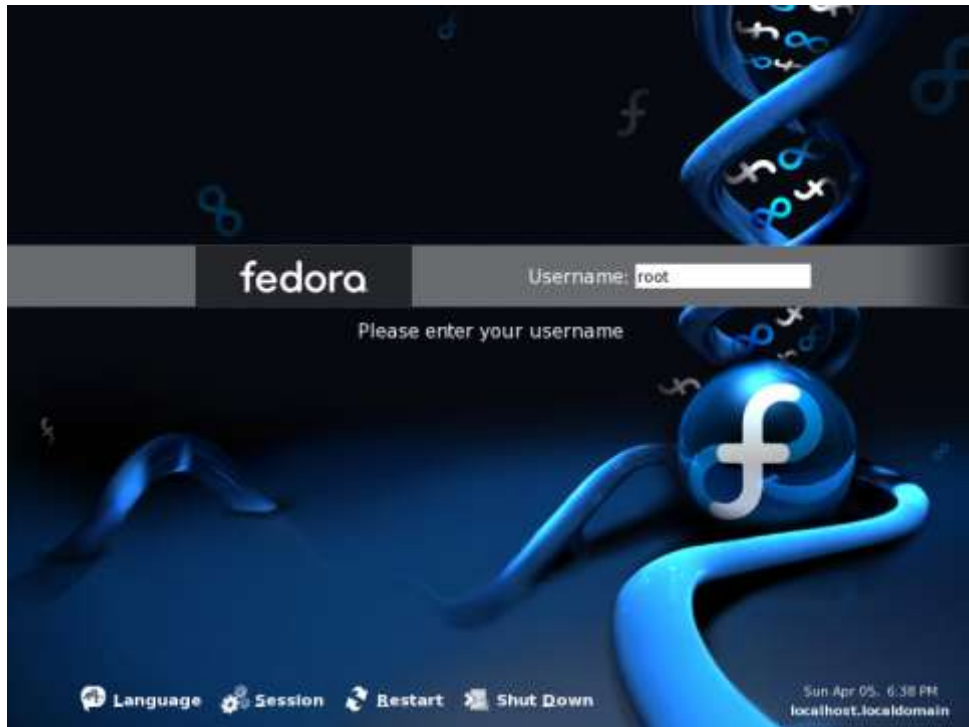 fedora
Username: root
Please enter your username
Language Session Restart Shut Down
Sun Apr 05, 6:38 PM
localhost.localdomain